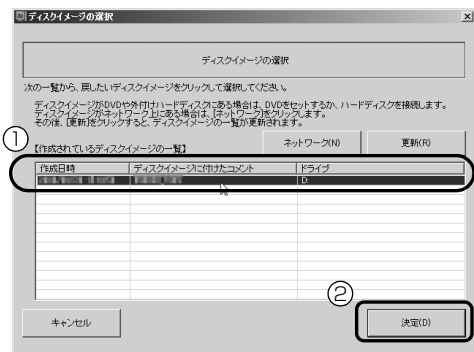 ディスクイメージの選択
ディスクイメージの選択
次の一覧から、戻したいディスクイメージをクリックして選択してください。
ディスクイメージがDVDや外付けハードディスクにある場合は、DVDをセットするか、ハードディスクを接続します。
ディスクイメージがネットワーク上にある場合は、[ネットワーク]をクリックします。
その後、[更新]をクリックすると、ディスクイメージの一覧が更新されます。
①
【作成されているディスクイメージの一覧】
ネットワーク(N)
更新(R)
作成日時 ディスクイメージに付けたコメント ドライブ
D:
②
キャンセル
決定(D)